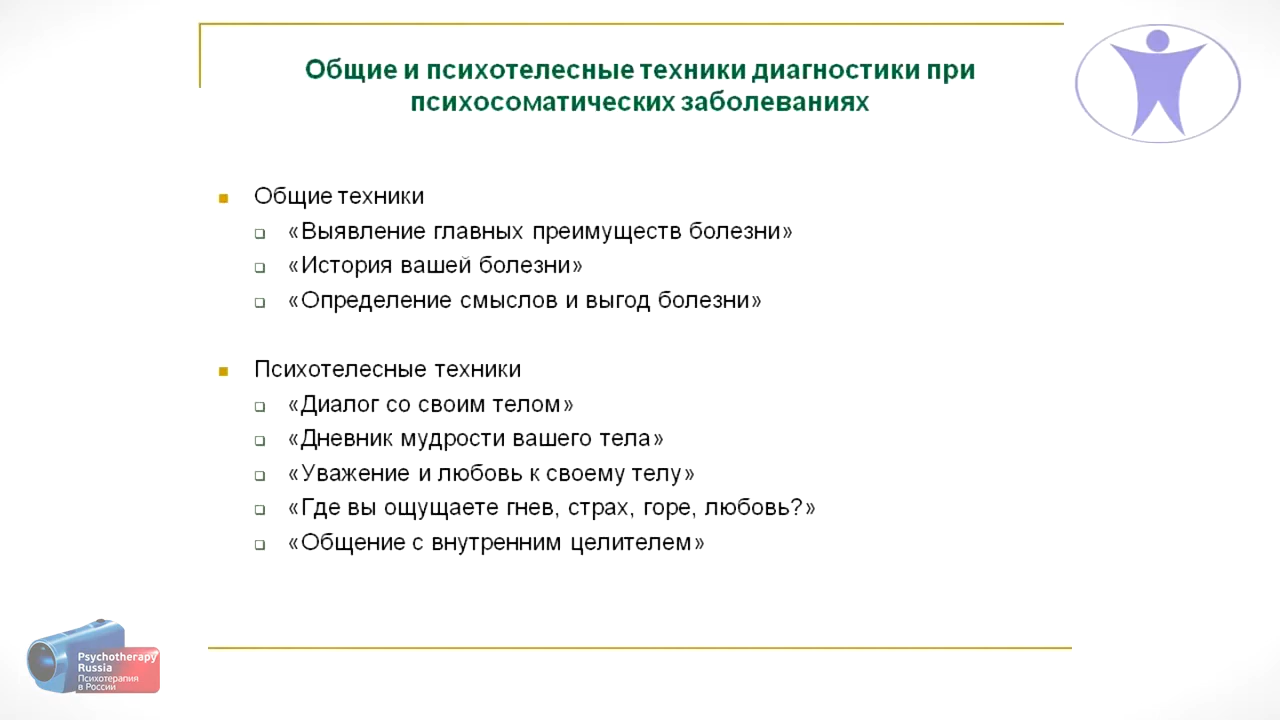 Общие и психотелесные техники диагностики при
психосоматических заболеваниях
Общие техники
«Выявление главных преимуществ болезни»
«История вашей болезни»
«Определение смыслов и выгод болезни»
Психотелесные техники
«Диалог со своим телом»
«Дневник мудрости вашего тела»
«Уважение и любовь к своему телу»
«Где вы ощущаете гнев, страх, горе, любовь?»
«Общение с внутренним целителем»
Psychotherapy
Russia
Психотерапия
в России